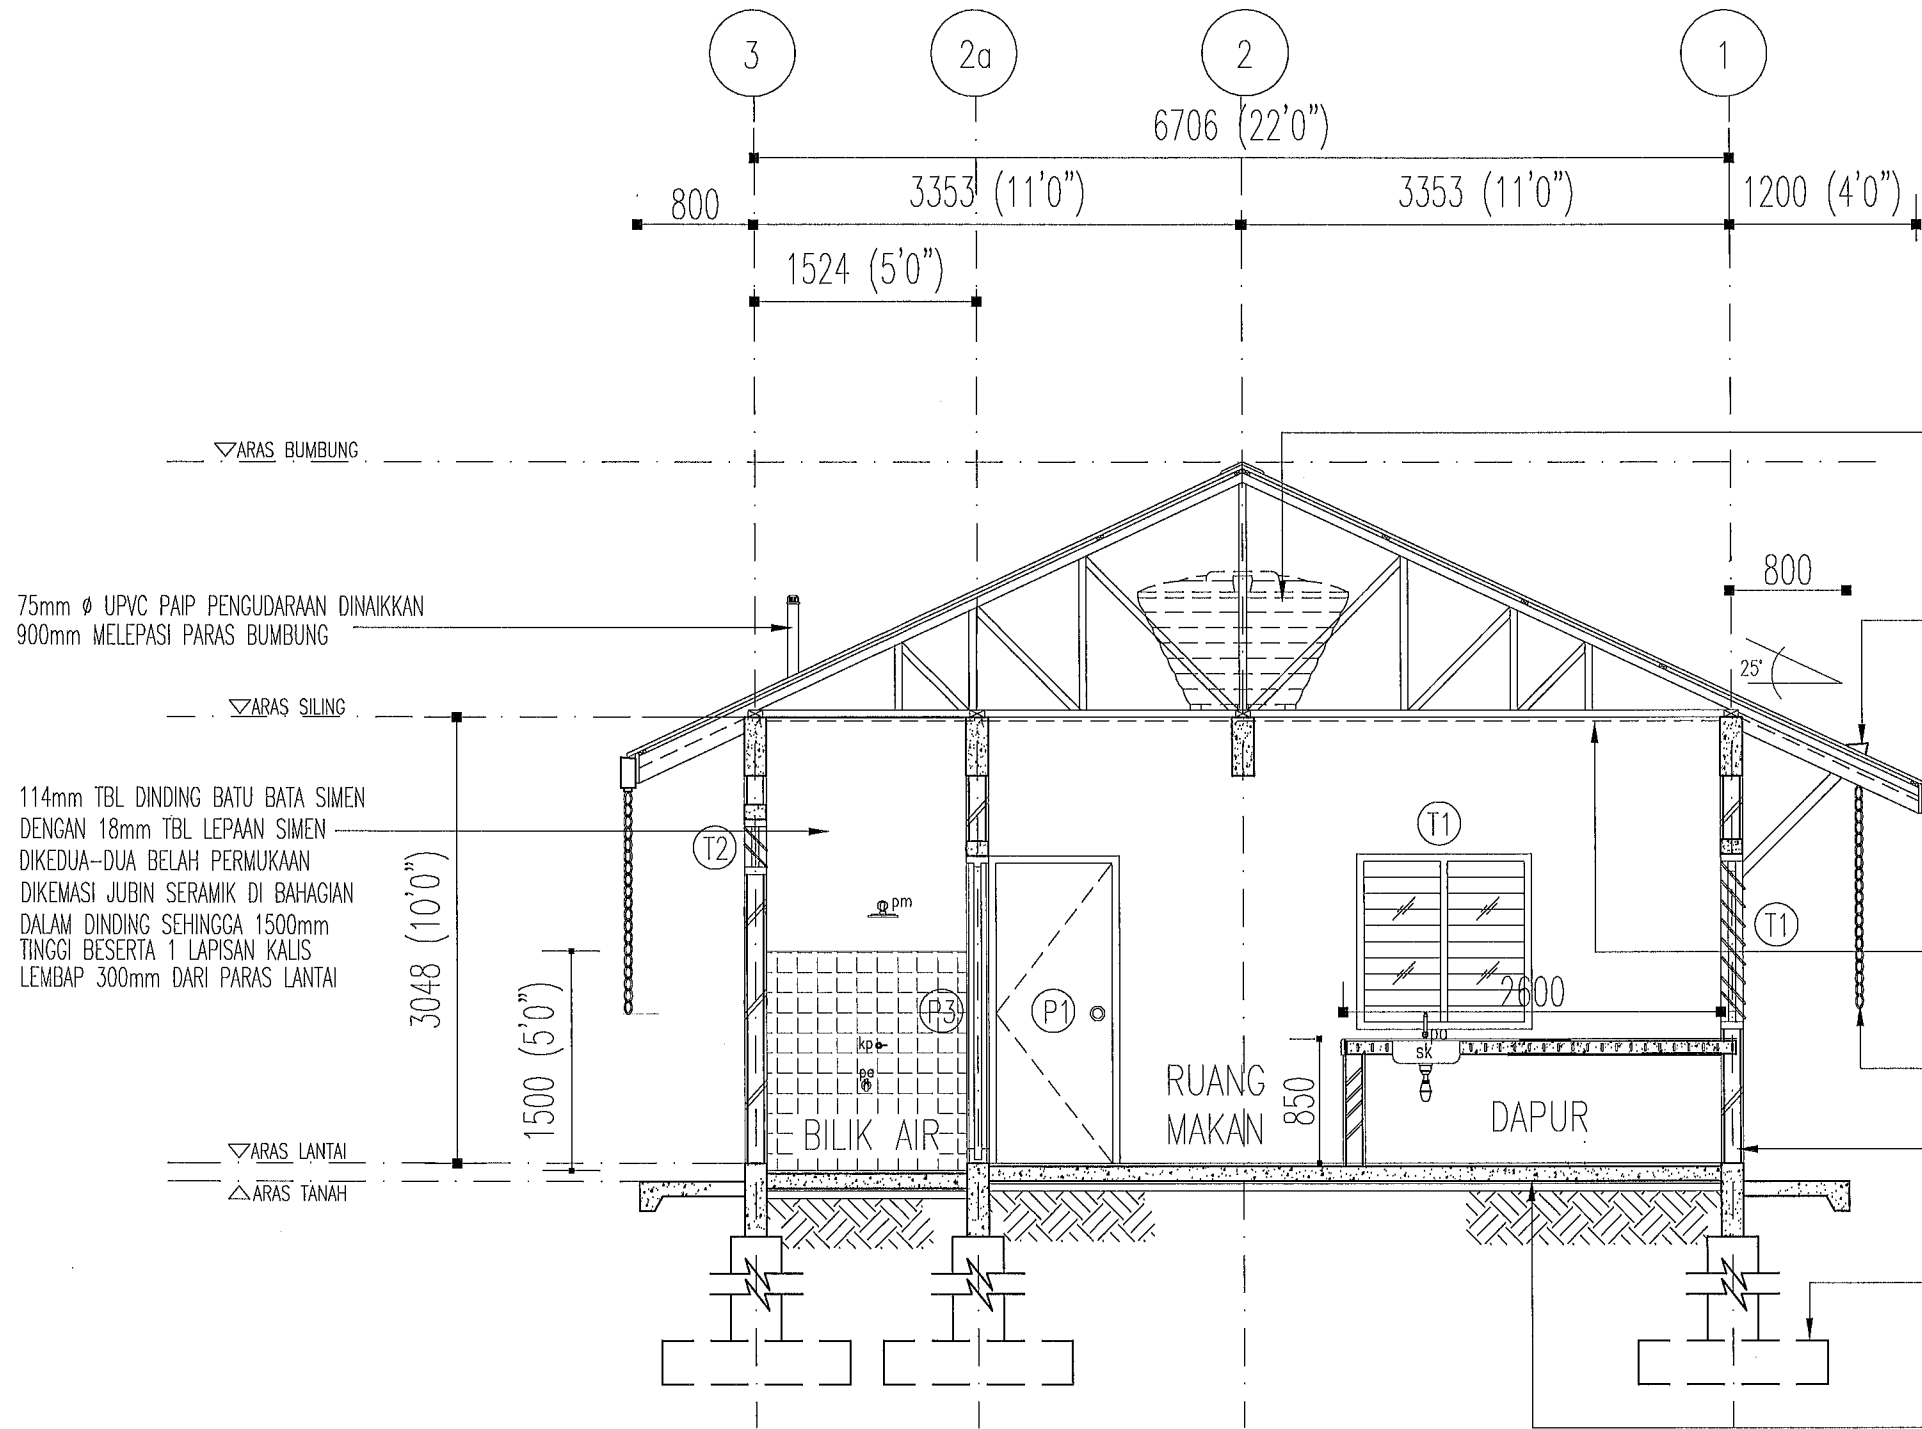 3 2a 2 1
6706 (22'0")
800 3353 (11'0") 3353 (11'0") 1200 (4'0")
1524 (5'0")
ARAS BUMBUNG
800
75mm ø UPVC PAIP PENGUDARAAN DINAIKKAN
900mm MELEPASI PARAS BUMBUNG
25°
ARAS SILING
114mm TBL DINDING BATU BATA SIMEN
DENGAN 18mm TBL LEPAAN SIMEN
DIKEDUA-DUA BELAH PERMUKAAN
DIKEMASI JUBIN SERAMIK DI BAHAGIAN
DALAM DINDING SEHINGGA 1500mm
TINGGI BESERTA 1 LAPISAN KALIS
LEMBAP 300mm DARI PARAS LANTAI
3048 (10'0")
1500 (5'0")
T2
T1
pm
T1
P3
P1
2600
kp
po
pa
sk
RUANG
MAKAN
850
DAPUR
BILIK AIR
ARAS LANTAI
ARAS TANAH